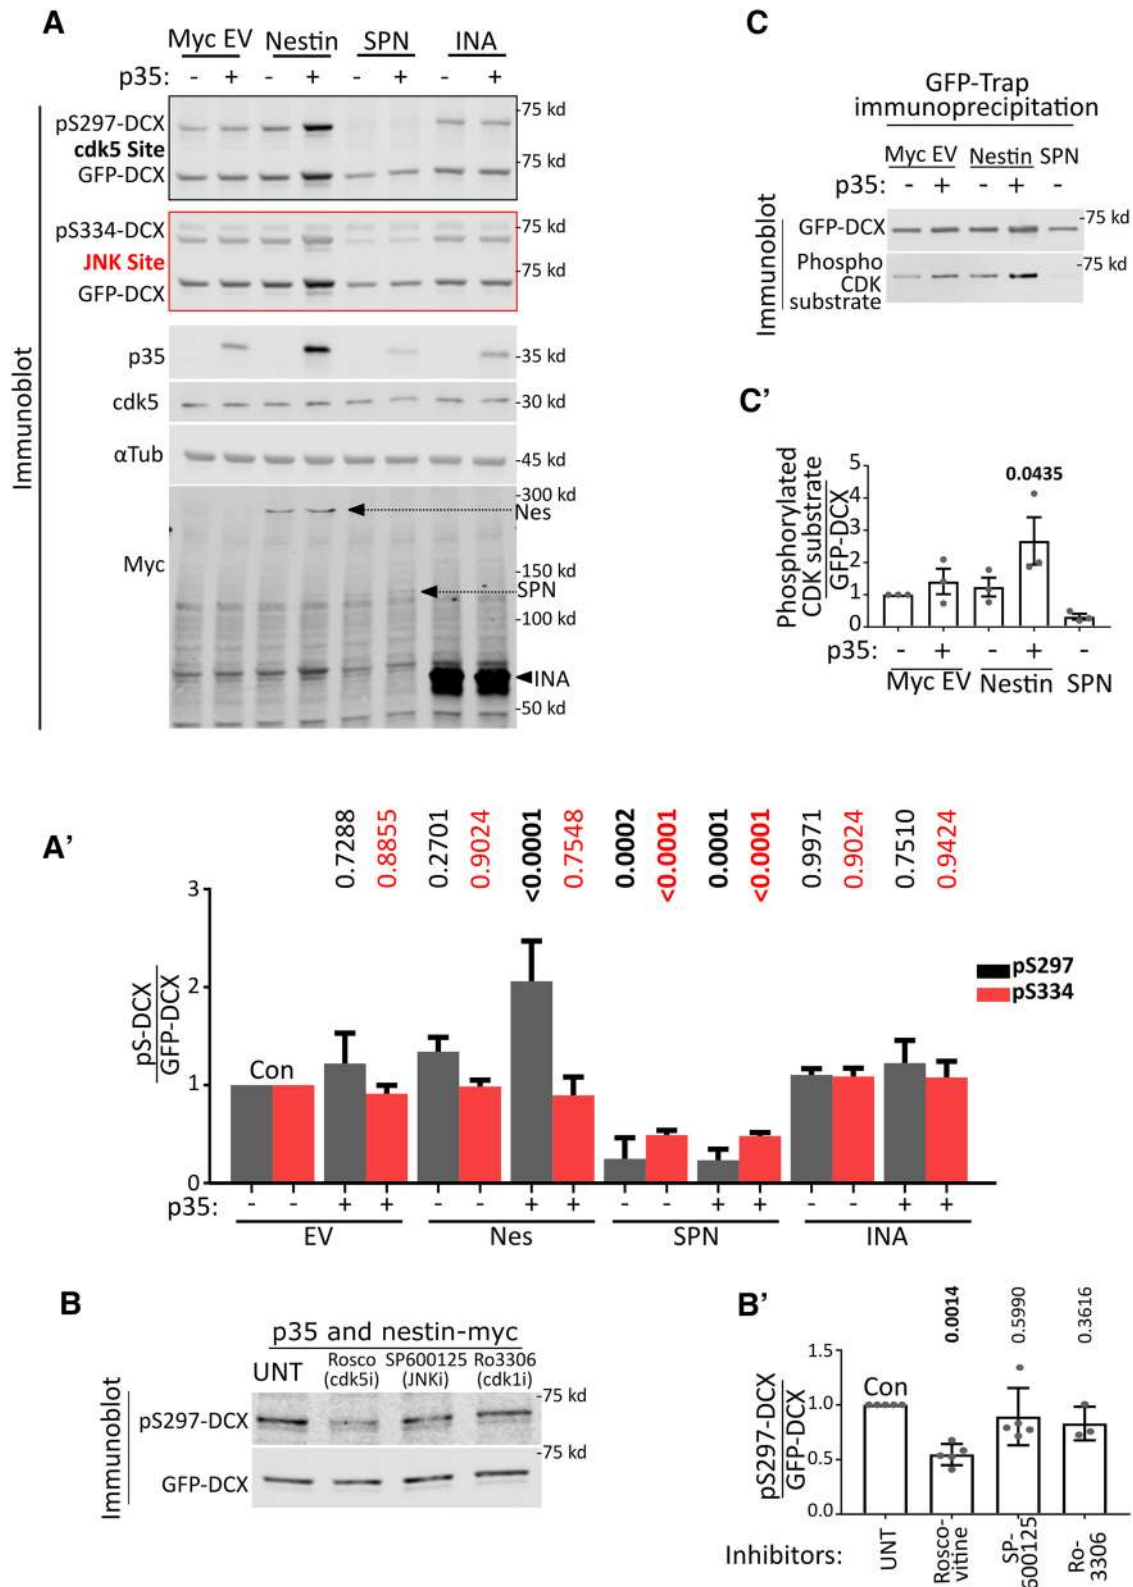 A
Myc EV Nestin SPN INA
p35: - + - + - + - +
Immunoblot
pS297-DCX
-75 kd
cdk5 Site
GFP-DCX
-75 kd
pS334-DCX
-75 kd
JNK Site
GFP-DCX
-75 kd
p35
-35 kd
cdk5
-30 kd
αTub
-45 kd
Myc
-300 kd
Nes
-150 kd
SPN
-100 kd
INA
-50 kd
C
GFP-Trap
immunoprecipitation
Myc EV Nestin SPN
p35: - + - + -
Immunoblot
GFP-DCX
-75 kd
Phospho
CDK
substrate
-75 kd
C'
Phosphorylated
CDK substrate
GFP-DCX
5
4
3
2
1
0
0.0435
p35: - + - + -
Myc EV Nestin SPN
A'
0.7288 0.8855 0.2701 0.9024 <0.0001 0.7548 0.0002 <0.0001 0.0001 <0.0001 0.9971 0.9024 0.7510 0.9424
pS-DCX
GFP-DCX
3
2
1
0
Con
pS297
pS334
p35: - - + + - - + + - - + + - - + +
EV Nes SPN INA
B
p35 and nestin-myc
UNT Rosco SP600125 Ro3306
(cdk5i) (JNKi) (cdk1i)
Immunoblot
pS297-DCX
-75 kd
GFP-DCX
-75 kd
B'
0.0014 0.5990 0.3616
pS297-DCX
GFP-DCX
1.5
1.0
0.5
0.0
Con
Inhibitors:
UNT
Rosco-
vitine
SP-
600125
Ro-
3306